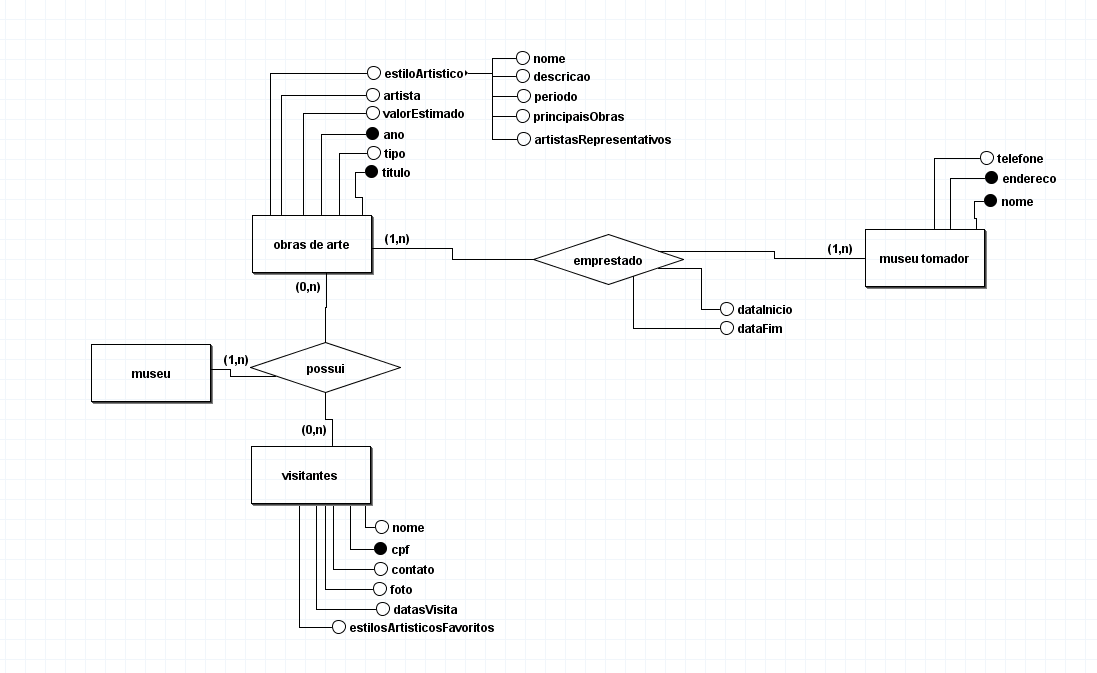 estiloArtistico
nome
descricao
periodo
principaisObras
artistasRepresentativos
artista
valorEstimado
ano
tipo
titulo
telefone
endereco
nome
obras de arte
(1,n)
emprestado
(1,n)
museu tomador
(0,n)
dataInicio
dataFim
museu
(1,n)
possui
(0,n)
visitantes
nome
cpf
contato
foto
datasVisita
estilosArtisticosFavoritos